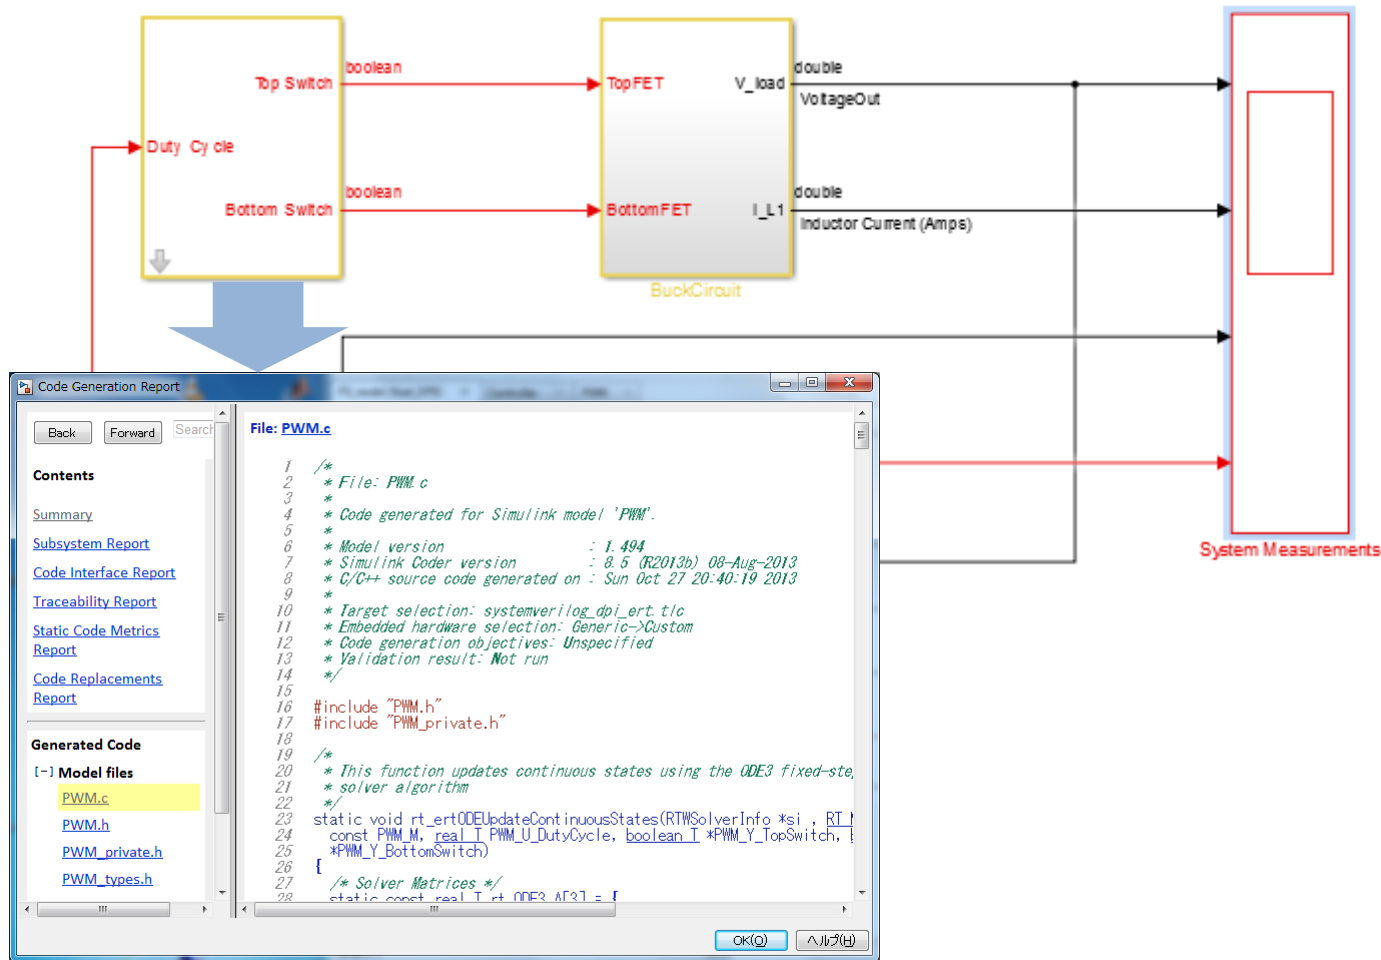 boolean
double
Top Switch
TopFET
V_load
VoltageOut
Duty Cycle
boolean
double
Bottom Switch
BottomFET
I_L1
Inductor Current (Amps)
BuckCircuit
System Measurements
Code Generation Report
Back
Forward
Search
Contents
Summary
Subsystem Report
Code Interface Report
Traceability Report
Static Code Metrics
Report
Code Replacements
Report
Generated Code
[-] Model files
PWM.c
PWM.h
PWM_private.h
PWM_types.h
File: PWM.c
1 /*
2 * File: PWM.c
3 *
4 * Code generated for Simulink model 'PWM'.
5 *
6 * Model version : 1.494
7 * Simulink Coder version : 8.5 (R2013b) 08-Aug-2013
8 * C/C++ source code generated on : Sun Oct 27 20:40:19 2013
9 *
10 * Target selection: systemverilog_dpi_ert.tlc
11 * Embedded hardware selection: Generic->Custom
12 * Code generation objectives: Unspecified
13 * Validation result: Not run
14 */
15
16 #include "PWM.h"
17 #include "PWM_private.h"
18
19 /*
20 * This function updates continuous states using the ODE3 fixed-ste
21 * solver algorithm
22 */
23 static void rt_ertODEUpdateContinuousStates(RTWSolverInfo *si , RT_
24 const PWM_M, real_T PWM_U_DutyCycle, boolean_T *PWM_Y_TopSwitch,
25 *PWM_Y_BottomSwitch)
26 {
27 /* Solver Matrices */
28 static const real_T rt_ODE3_A[3] = {
OK(O)
ヘルプ(H)